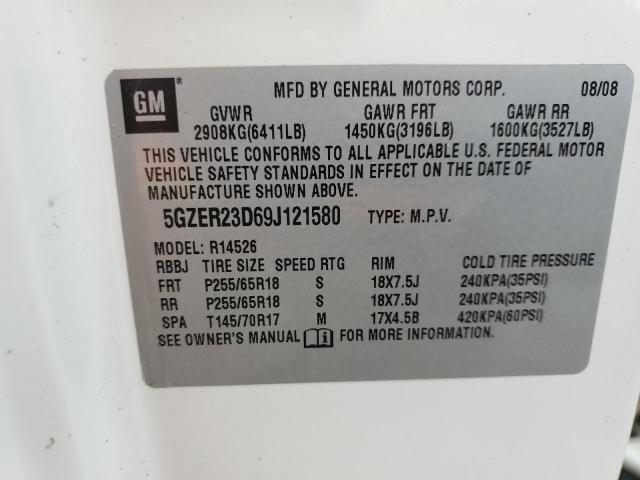 GM ® MFD BY GENERAL MOTORS CORP. 08/08
GVWR GAWR FRT GAWR RR
2908KG(6411LB) 1450KG(3196LB) 1600KG(3527LB)
THIS VEHICLE CONFORMS TO ALL APPLICABLE U.S. FEDERAL MOTOR
VEHICLE SAFETY STANDARDS IN EFFECT ON THE DATE OF
MANUFACTURE SHOWN ABOVE.
5GZER23D69J121580 TYPE: M.P.V.
MODEL: R14526
RBBJ TIRE SIZE SPEED RTG RIM COLD TIRE PRESSURE
FRT P255/65R18 S 18X7.5J 240KPA(35PSI)
RR P255/65R18 S 18X7.5J 240KPA(35PSI)
SPA T145/70R17 M 17X4.5B 420KPA(60PSI)
SEE OWNER'S MANUAL i FOR MORE INFORMATION.